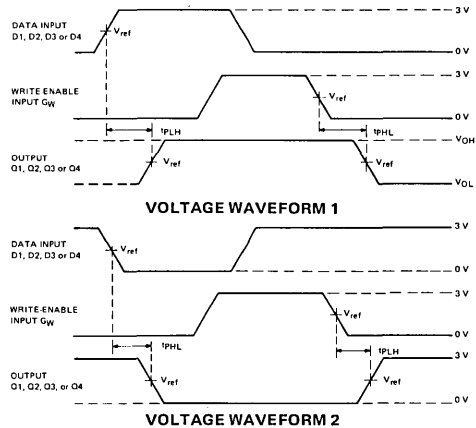 DATA INPUT
D1, D2, D3 or D4
Vref
3 V
0 V
WRITE ENABLE
INPUT GW
3 V
Vref
0 V
tPLH
tPHL
VOH
OUTPUT
Q1, Q2, Q3 or Q4
Vref
Vref
VOL
VOLTAGE WAVEFORM 1
DATA INPUT
D1, D2, D3 or D4
Vref
3 V
0 V
WRITE-ENABLE
INPUT GW
3 V
Vref
0 V
tPHL
tPLH
3 V
OUTPUT
Q1, Q2, Q3, or Q4
Vref
Vref
0 V
VOLTAGE WAVEFORM 2